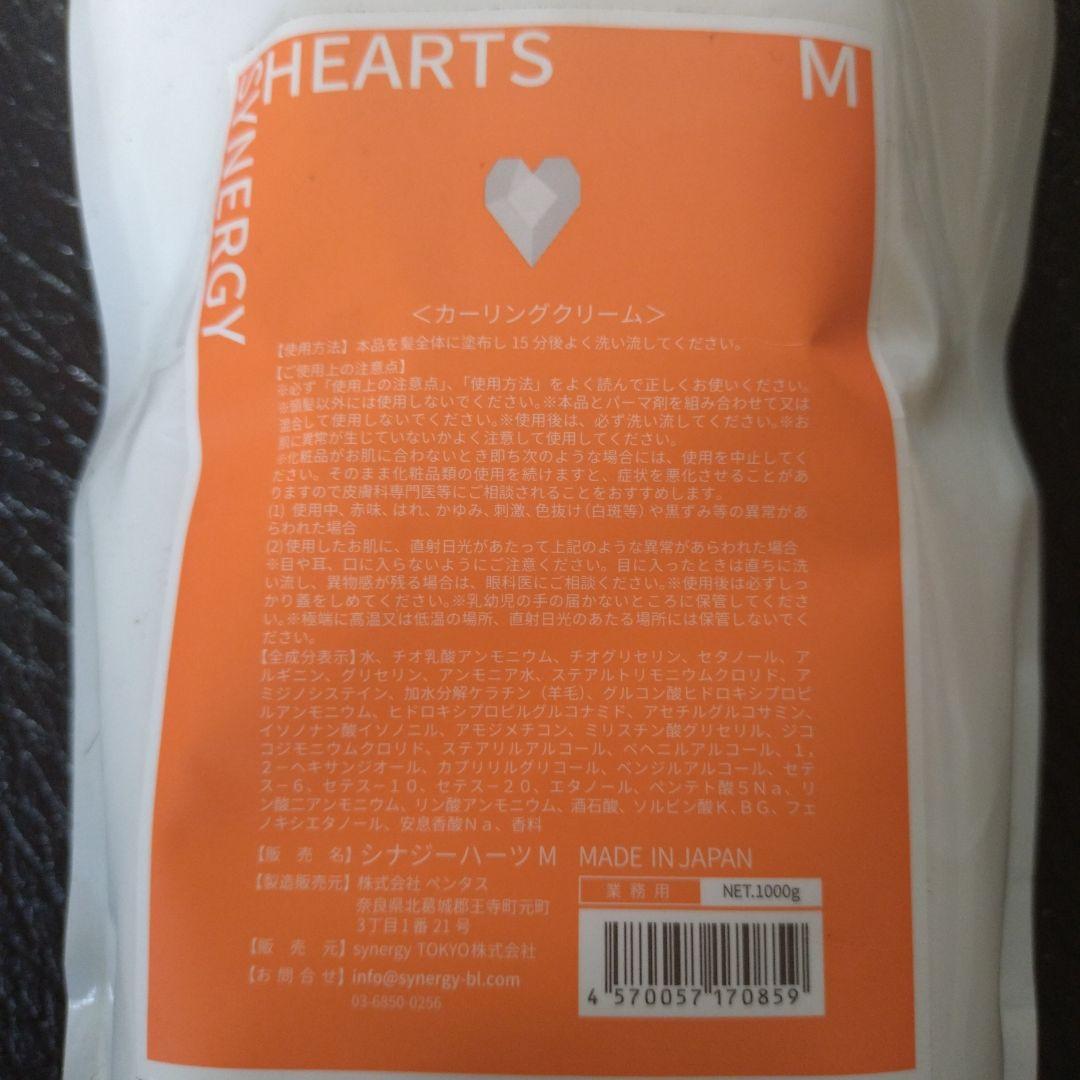 HEARTS
M
SYNERGY
＜カーリングクリーム＞
【使用方法】本品を髪全体に塗布し 15 分後よく洗い流してください。
【ご使用上の注意点】
※必ず「使用上の注意点」、「使用方法」をよく読んで正しくお使いください。
※頭髪以外には使用しないでください。※本品とパーマ剤を組み合わせて又は
混合して使用しないでください。※使用後は、必ず洗い流してください。※お
肌に異常が生じていないかよく注意して使用してください。
※化粧品がお肌に合わないとき即ち次のような場合には、使用を中止してく
ださい。そのまま化粧品類の使用を続けますと、症状を悪化させることがあ
りますので皮膚科専門医等にご相談されることをおすすめします。
(1) 使用中、赤味、はれ、かゆみ、刺激、色抜け（白斑等）や黒ずみ等の異常があ
らわれた場合
(2) 使用したお肌に、直射日光があたって上記のような異常があらわれた場合
※目や耳、口に入らないようにご注意ください。目に入ったときは直ちに洗
い流し、異物感が残る場合は、眼科医にご相談ください。※使用後は必ずしっ
かり蓋をしめてください。※乳幼児の手の届かないところに保管してくださ
い。※極端に高温又は低温の場所、直射日光のあたる場所には保管しないでく
ださい。
【全成分表示】水、チオ乳酸アンモニウム、チオグリセリン、セタノール、ア
ルギニン、グリセリン、アンモニア水、ステアルトリモニウムクロリド、ア
ミジノシステイン、加水分解ケラチン（羊毛）、グルコン酸ヒドロキシプロピ
ルアンモニウム、ヒドロキシプロピルグルコナミド、アセチルグルコサミン、
イソノナン酸イソノニル、アモジメチコン、ミリスチン酸グリセリル、ジコ
コジモニウムクロリド、ステアリルアルコール、ベヘニルアルコール、１，
２－ヘキサンジオール、カプリリルグリコール、ベンジルアルコール、セテ
ス－６、セテス－１０、セテス－２０、エタノール、ペンテト酸５Ｎａ、リ
ン酸二アンモニウム、リン酸アンモニウム、酒石酸、ソルビン酸Ｋ、ＢＧ、フェ
ノキシエタノール、安息香酸Ｎａ、香料
【販　売　名】シナジーハーツ M　MADE IN JAPAN
【製造販売元】株式会社 ペンタス
奈良県北葛城郡王寺町元町
3丁目1番 21 号
【販　売　元】synergy TOKYO株式会社
【お 問 合 せ】info@synergy-bl.com
03-6850-0256
業 務 用
NET.1000g
4 570057 170859